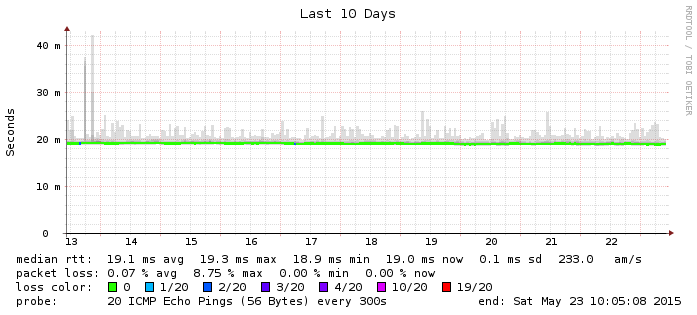 Last 10 Days
RRDTOOL / TOBI OETIKER
Seconds
40 m
30 m
20 m
10 m
0
13 14 15 16 17 18 19 20 21 22
median rtt: 19.1 ms avg 19.3 ms max 18.9 ms min 19.0 ms now 0.1 ms sd 233.0 am/s
packet loss: 0.07 % avg 8.75 % max 0.00 % min 0.00 % now
loss color: 0 1/20 2/20 3/20 4/20 10/20 19/20
probe: 20 ICMP Echo Pings (56 Bytes) every 300s end: Sat May 23 10:05:08 2015